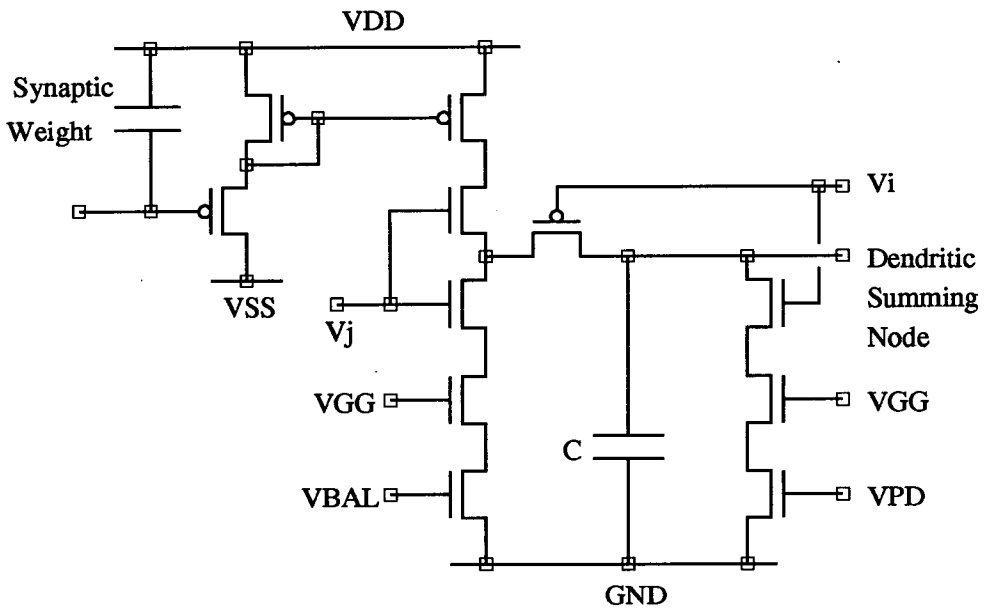 VDD
Synaptic
Weight
Vi
Dendritic
Summing
Node
VSS
Vj
VGG
VGG
C
VBAL
VPD
GND